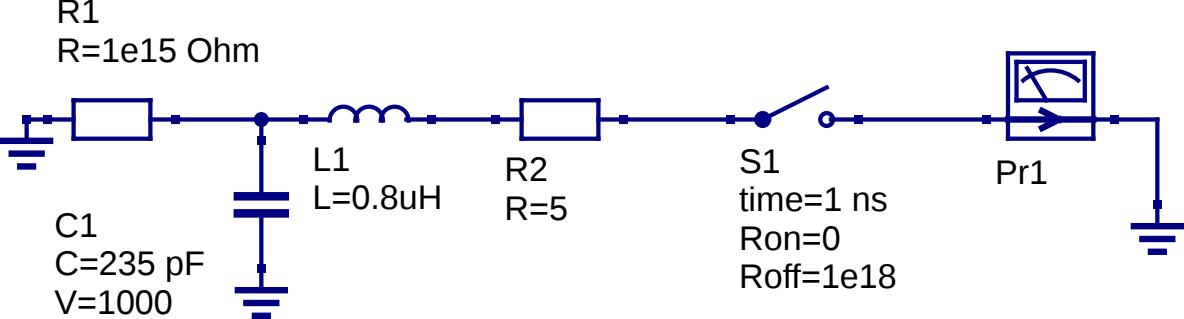 R1
R=1e15 Ohm
C1
C=235 pF
V=1000
L1
L=0.8uH
R2
R=5
S1
time=1 ns
Ron=0
Roff=1e18
Pr1